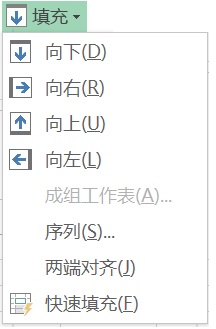 填充
向下(D)
向右(R)
向上(U)
向左(L)
成组工作表(A)...
序列(S)...
两端对齐(J)
快速填充(F)